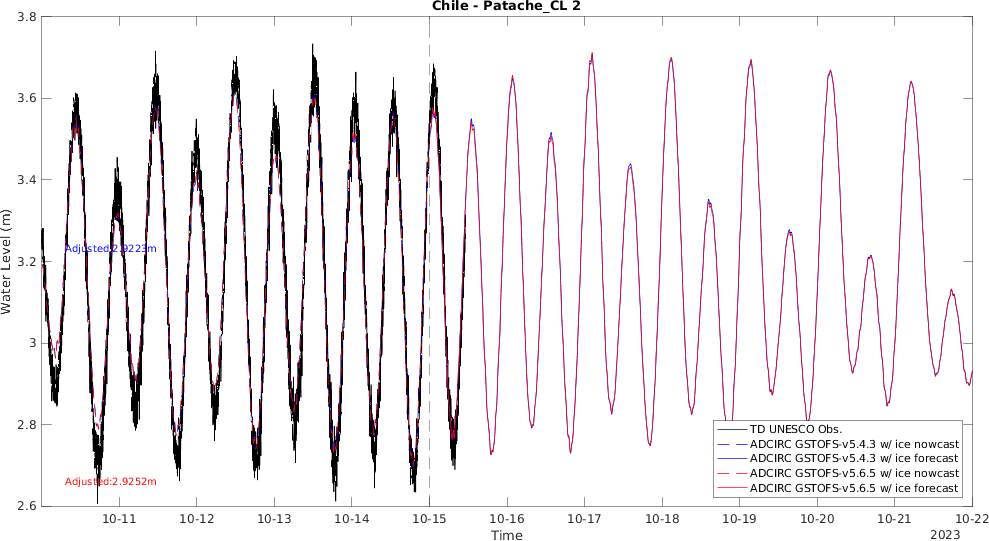 Chile - Patache_CL 2
Water Level (m)
3.8
3.6
3.4
3.2
3
2.8
2.6
Adjusted:2.9223m
Adjusted:2.9252m
TD UNESCO Obs.
ADCIRC GSTOFS-v5.4.3 w/ ice nowcast
ADCIRC GSTOFS-v5.4.3 w/ ice forecast
ADCIRC GSTOFS-v5.6.5 w/ ice nowcast
ADCIRC GSTOFS-v5.6.5 w/ ice forecast
10-11 10-12 10-13 10-14 10-15 10-16 10-17 10-18 10-19 10-20 10-21 10-22
Time
2023